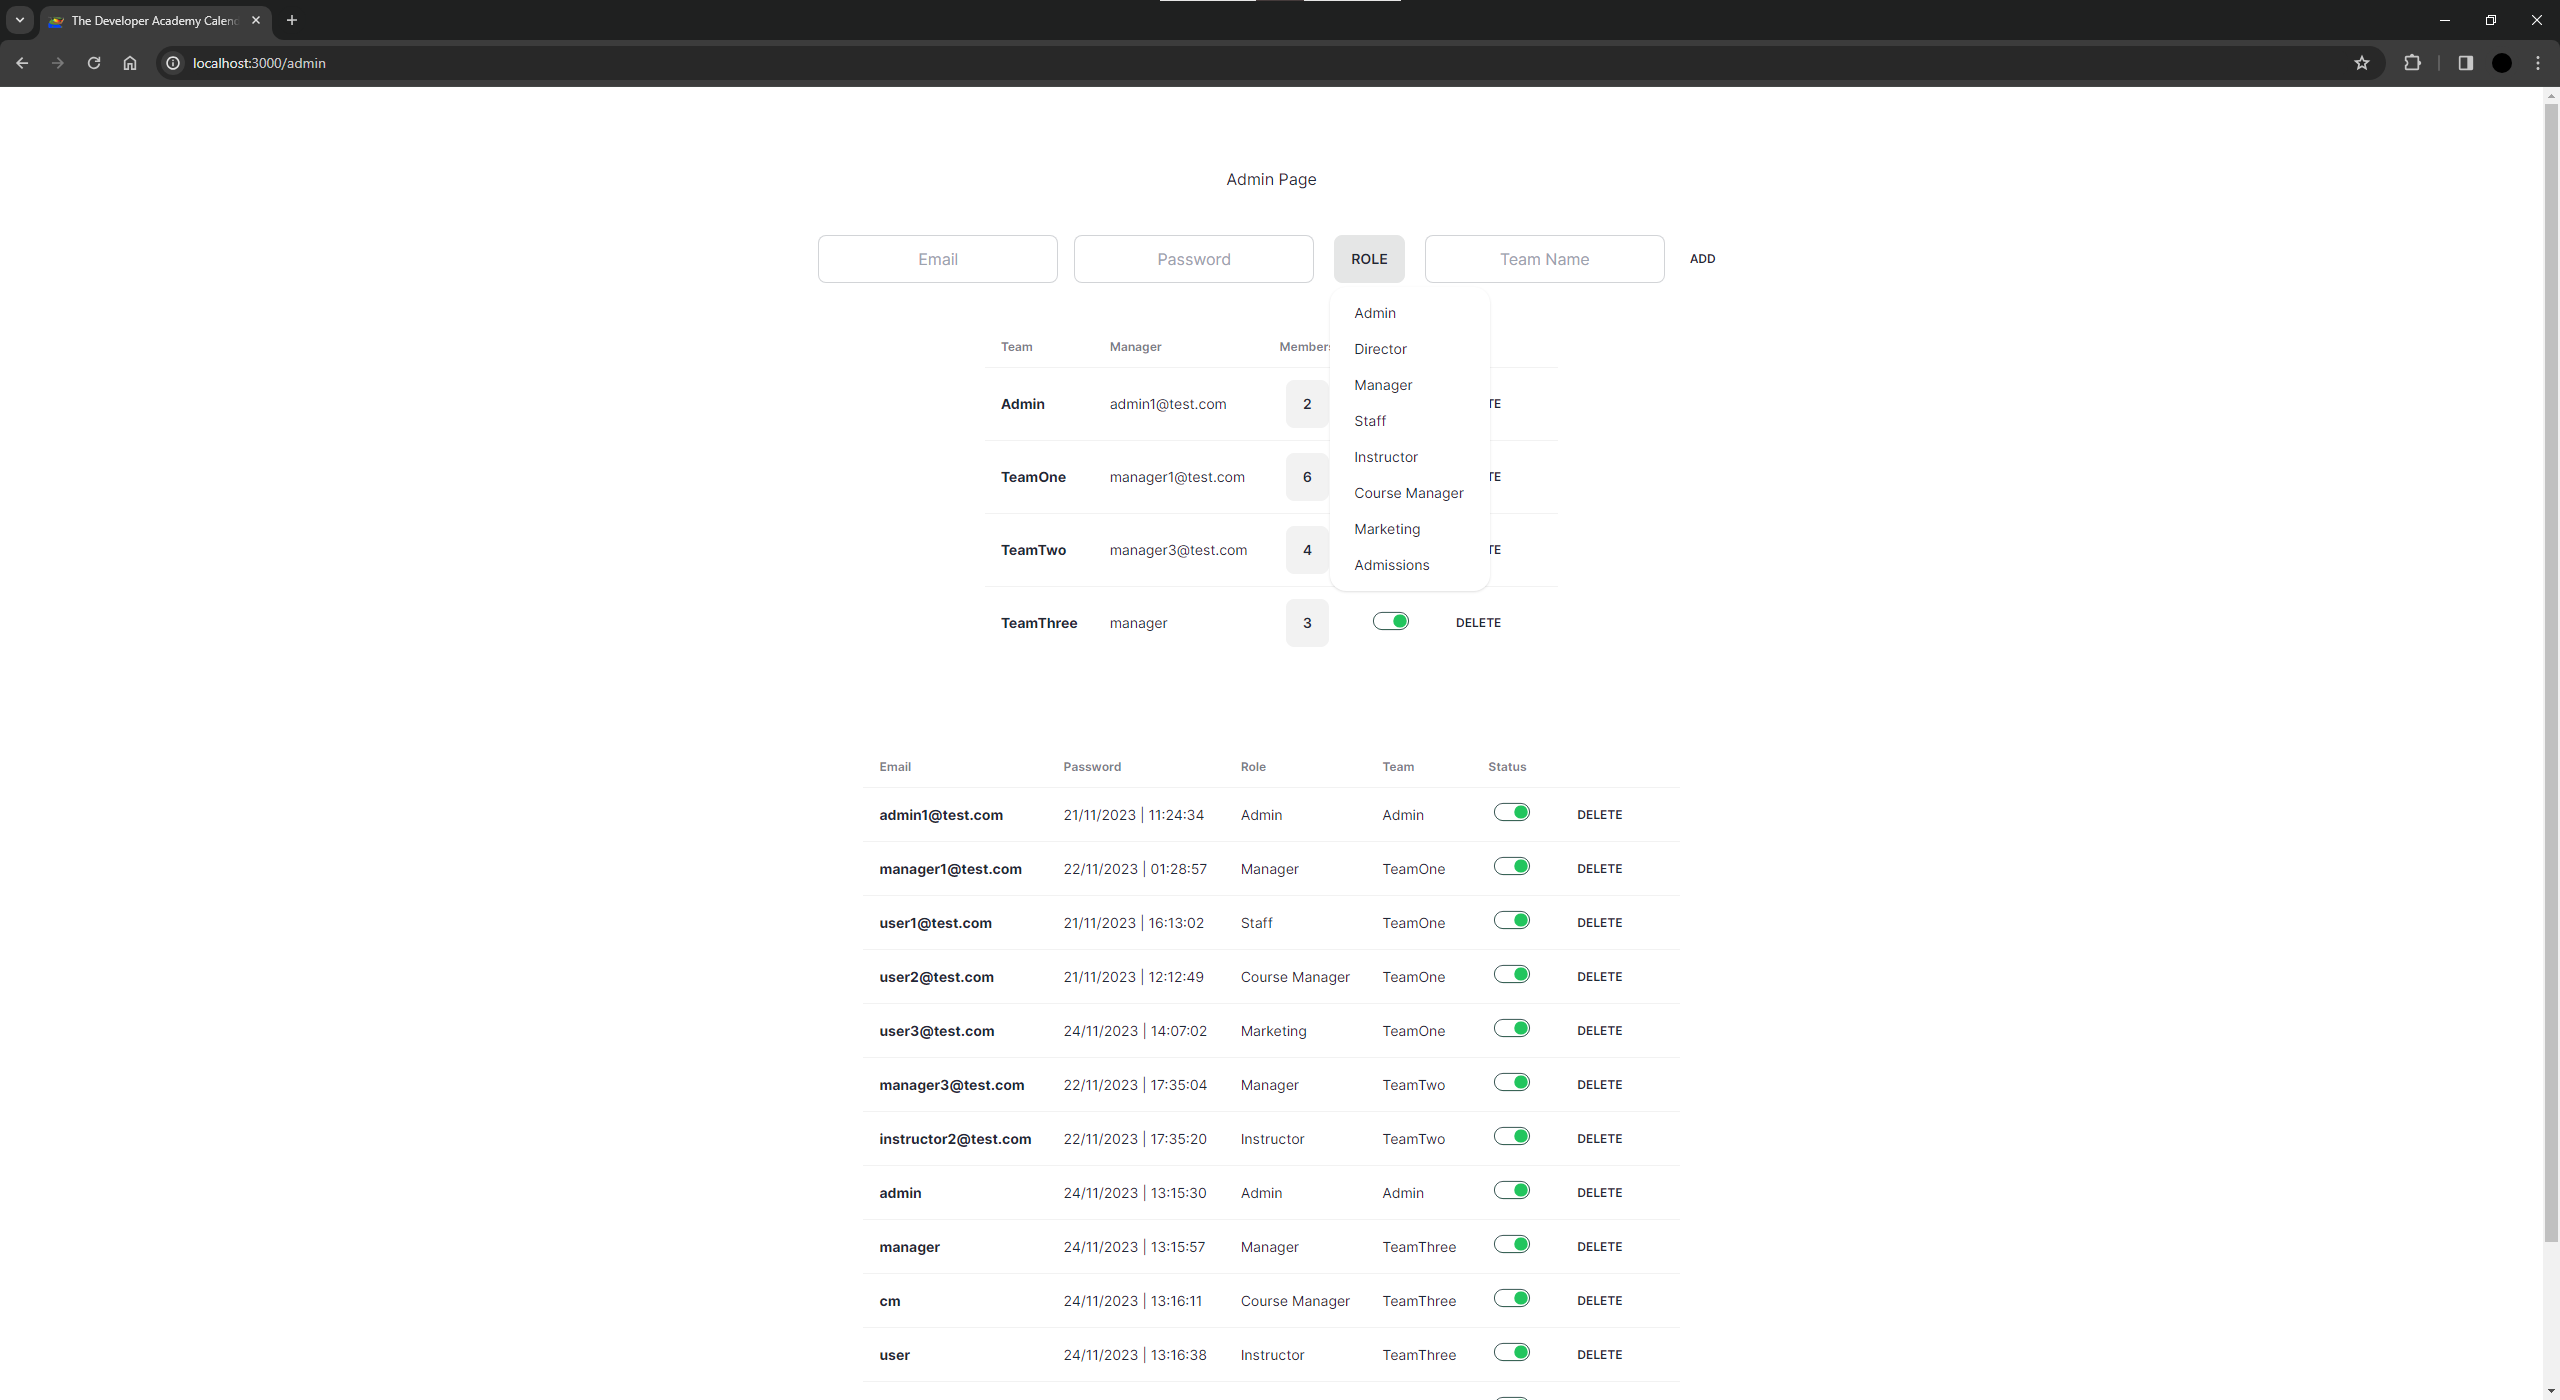 The Developer Academy Calen
localhost:3000/admin
Admin Page
Email Password ROLE Team Name ADD
Admin
Director
Manager
Staff
Instructor
Course Manager
Marketing
Admissions
Team Manager Members
Admin admin1@test.com 2 TE
TeamOne manager1@test.com 6 TE
TeamTwo manager3@test.com 4 TE
TeamThree manager 3 DELETE
Email Password Role Team Status
admin1@test.com 21/11/2023 | 11:24:34 Admin Admin DELETE
manager1@test.com 22/11/2023 | 01:28:57 Manager TeamOne DELETE
user1@test.com 21/11/2023 | 16:13:02 Staff TeamOne DELETE
user2@test.com 21/11/2023 | 12:12:49 Course Manager TeamOne DELETE
user3@test.com 24/11/2023 | 14:07:02 Marketing TeamOne DELETE
manager3@test.com 22/11/2023 | 17:35:04 Manager TeamTwo DELETE
instructor2@test.com 22/11/2023 | 17:35:20 Instructor TeamTwo DELETE
admin 24/11/2023 | 13:15:30 Admin Admin DELETE
manager 24/11/2023 | 13:15:57 Manager TeamThree DELETE
cm 24/11/2023 | 13:16:11 Course Manager TeamThree DELETE
user 24/11/2023 | 13:16:38 Instructor TeamThree DELETE